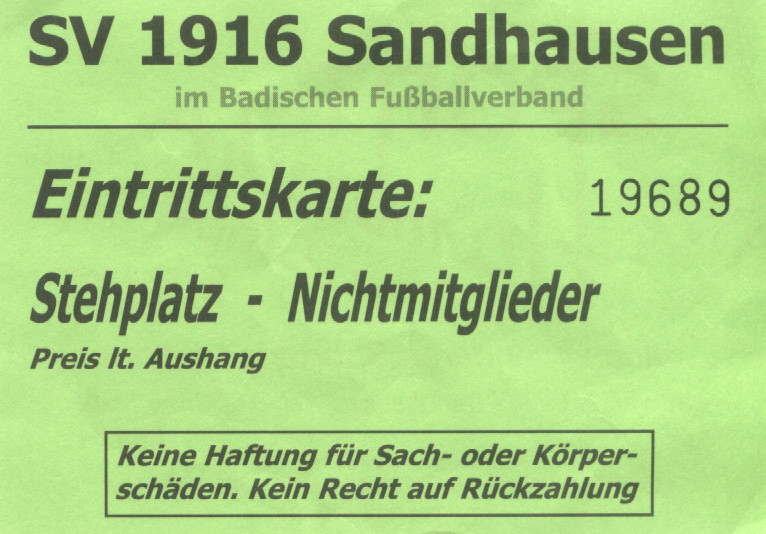 SV 1916 Sandhausen
im Badischen Fußballverband
Eintrittskarte: 19689
Stehplatz - Nichtmitglieder
Preis lt. Aushang
Keine Haftung für Sach- oder Körper-
schäden. Kein Recht auf Rückzahlung